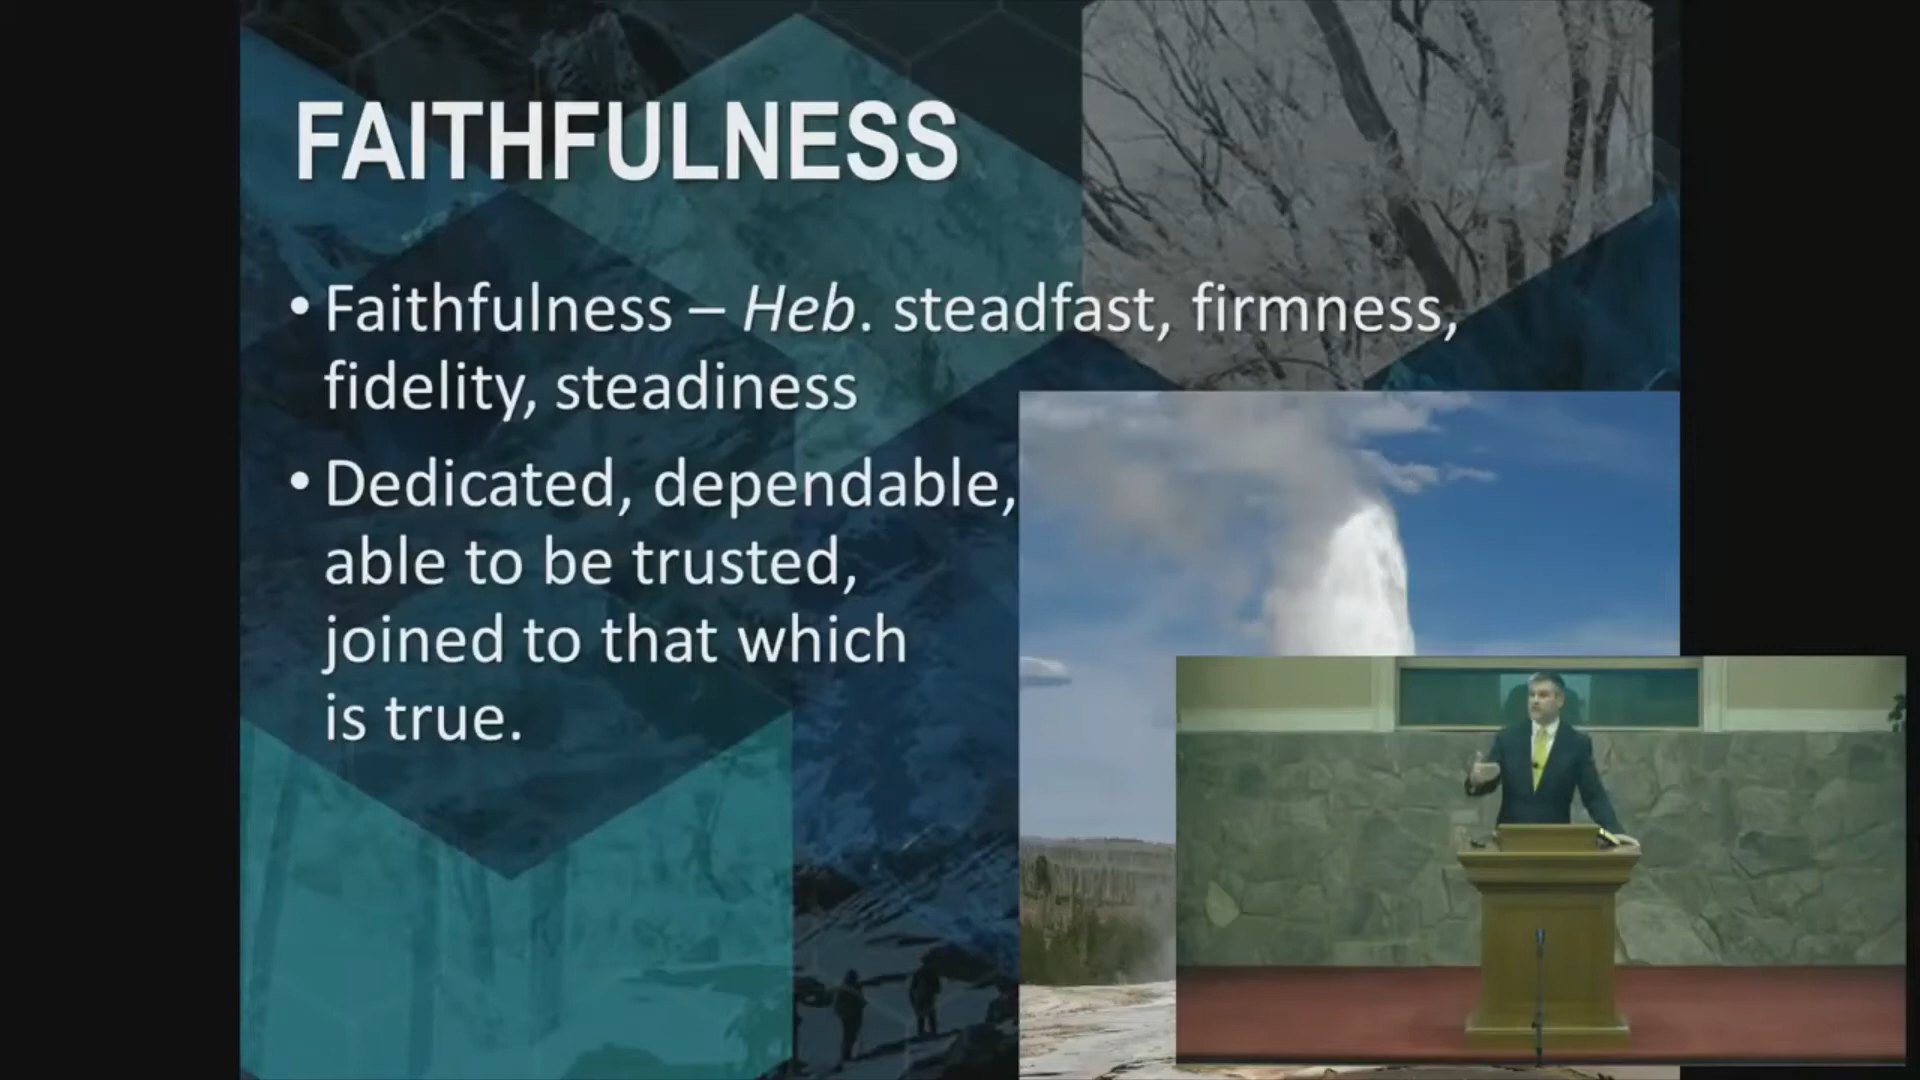 FAITHFULNESS
• Faithfulness – Heb. steadfast, firmness,
fidelity, steadiness
• Dedicated, dependable,
able to be trusted,
joined to that which
is true.